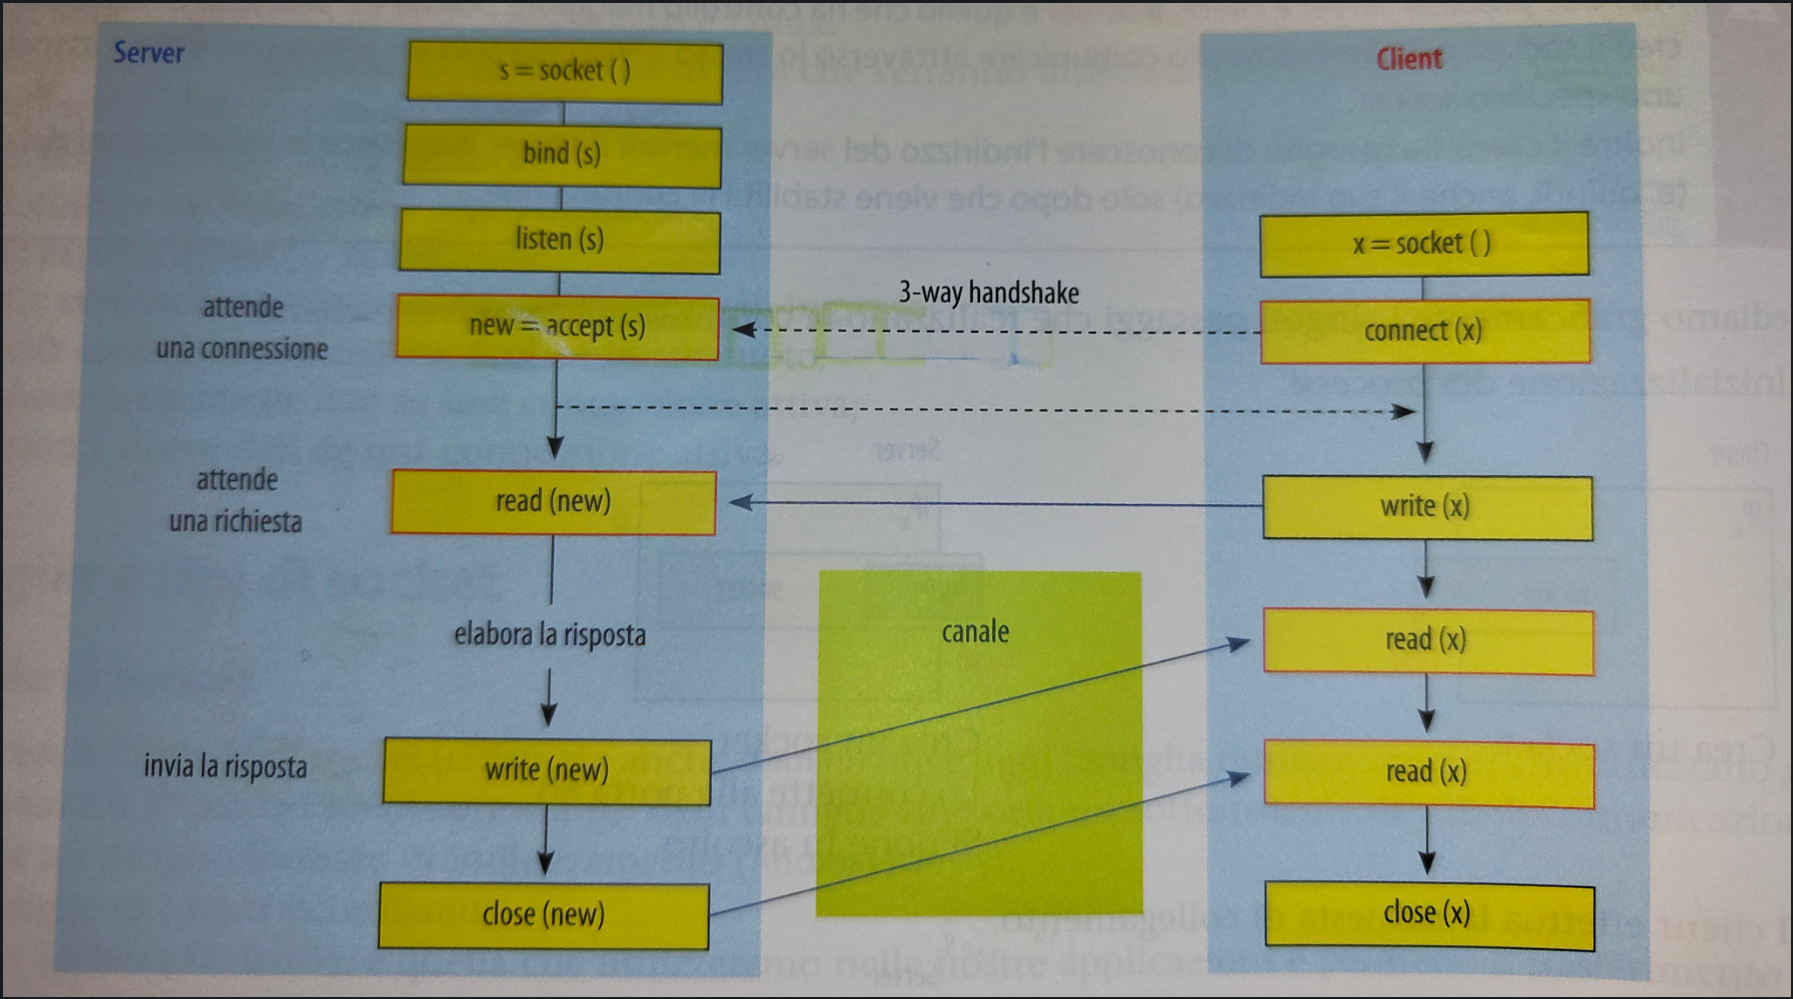 Server
s = socket ( )
bind (s)
listen (s)
attende
una connessione
new = accept (s)
attende
una richiesta
read (new)
elabora la risposta
invia la risposta
write (new)
close (new)
3-way handshake
canale
Client
x = socket ( )
connect (x)
write (x)
read (x)
read (x)
close (x)